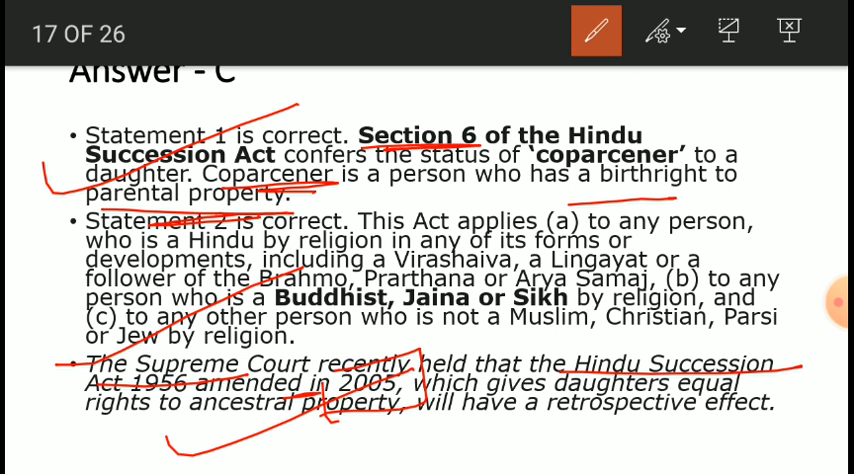 17 OF 26
Answer - C
• Statement 1 is correct. Section 6 of the Hindu
Succession Act confers the status of ‘coparcener’ to a
daughter. Coparcener is a person who has a birthright to
parental property.
• Statement 2 is correct. This Act applies (a) to any person,
who is a Hindu by religion in any of its forms or
developments, including a Virashaiva, a Lingayat or a
follower of the Brahmo, Prarthana or Arya Samaj, (b) to any
person who is a Buddhist, Jaina or Sikh by religion, and
(c) to any other person who is not a Muslim, Christian, Parsi
or Jew by religion.
• The Supreme Court recently held that the Hindu Succession
Act 1956 amended in 2005, which gives daughters equal
rights to ancestral property, will have a retrospective effect.